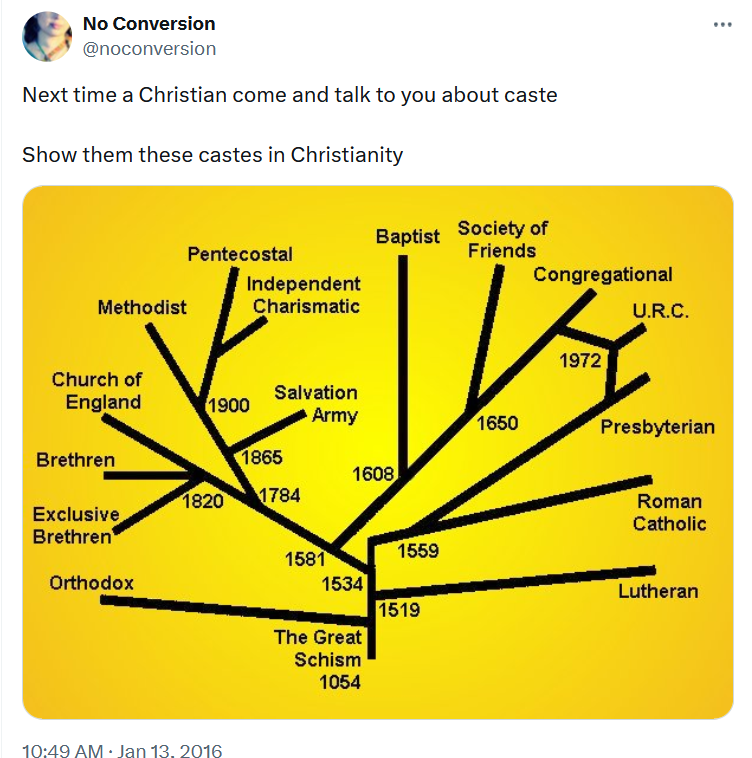 No Conversion
@noconversion
Next time a Christian come and talk to you about caste
Show them these castes in Christianity
Baptist
Society of
Friends
Pentecostal
Congregational
Independent
Charismatic
Methodist
U.R.C.
1972
Church of
England
1900
Salvation
Army
1650
Presbyterian
Brethren
1865
1608
1820
1784
Exclusive
Brethren
Roman
Catholic
1581
1559
Orthodox
1534
Lutheran
1519
The Great
Schism
1054
10:49 AM · Jan 13, 2016